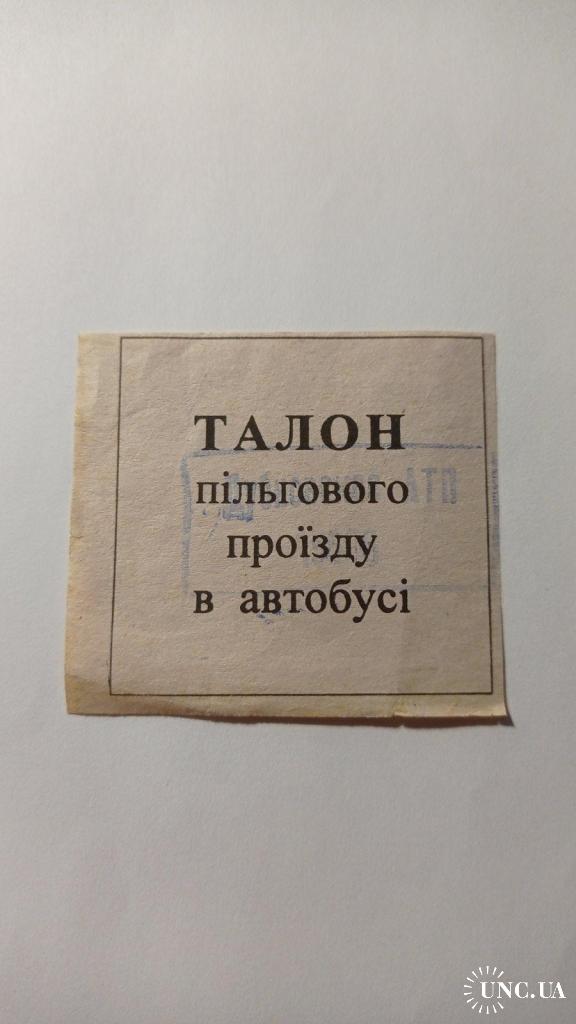 ТАЛОН
пільгового
проїзду
в автобусі
UNC.UA